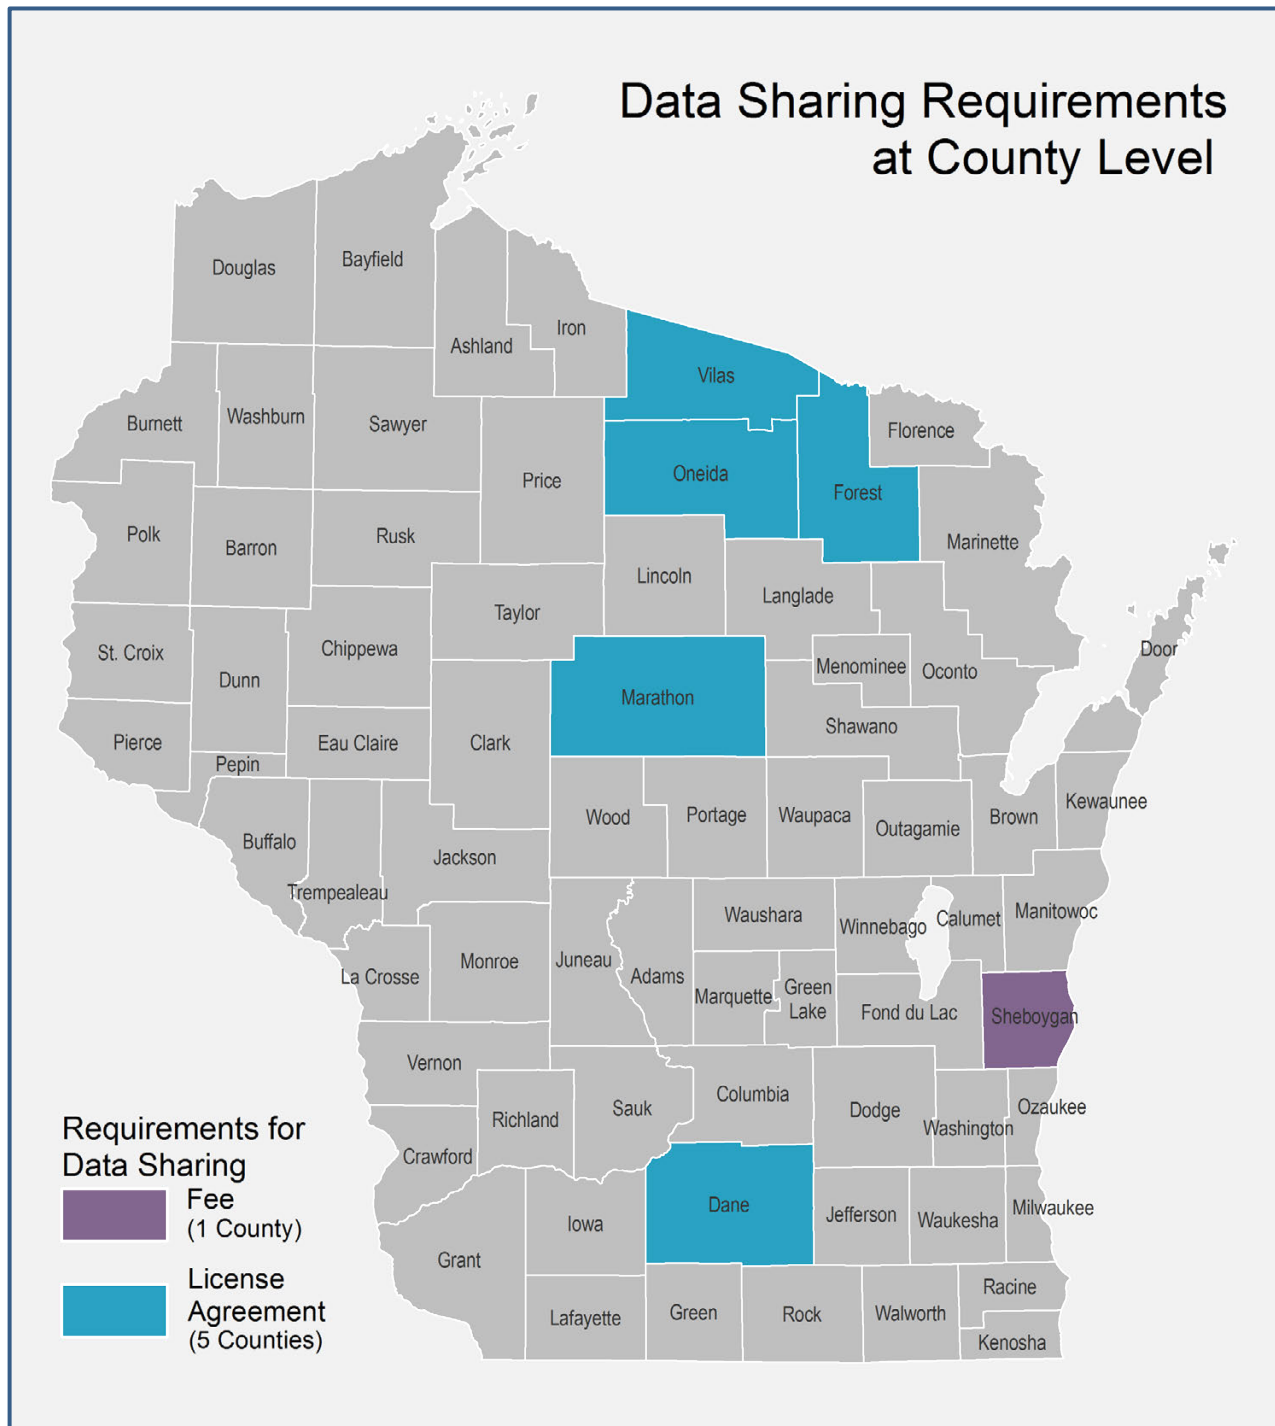 Data Sharing Requirements
at County Level
Douglas
Bayfield
Ashland
Iron
Vilas
Burnett
Washburn
Sawyer
Price
Oneida
Forest
Florence
Polk
Barron
Rusk
Lincoln
Langlade
Marinette
Taylor
St. Croix
Dunn
Chippewa
Marathon
Menominee
Oconto
Door
Pierce
Pepin
Eau Claire
Clark
Shawano
Buffalo
Trempealeau
Jackson
Wood
Portage
Waupaca
Outagamie
Brown
Kewaunee
La Crosse
Monroe
Juneau
Adams
Waushara
Winnebago
Calumet
Manitowoc
Marquette
Green
Lake
Fond du Lac
Sheboygan
Vernon
Richland
Sauk
Columbia
Dodge
Washington
Ozaukee
Crawford
Grant
Iowa
Dane
Jefferson
Waukesha
Milwaukee
Lafayette
Green
Rock
Walworth
Racine
Kenosha
Requirements for
Data Sharing
Fee
(1 County)
License
Agreement
(5 Counties)